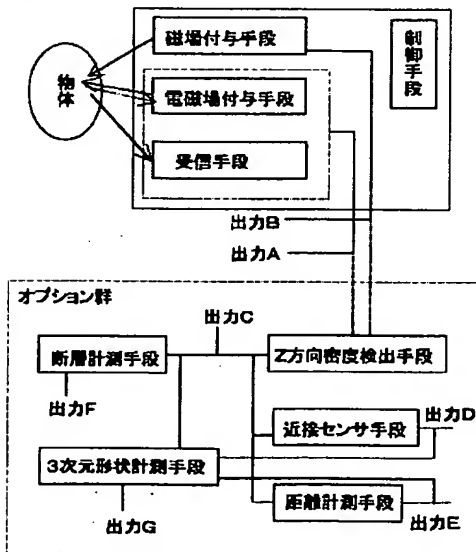 磁場付与手段
制御手段
物体
電磁場付与手段
受信手段
出力B
出力A
オプション群
出力C
断層計測手段
Z方向密度検出手段
出力F
近接センサ手段
出力D
3次元形状計測手段
距離計測手段
出力G
出力E